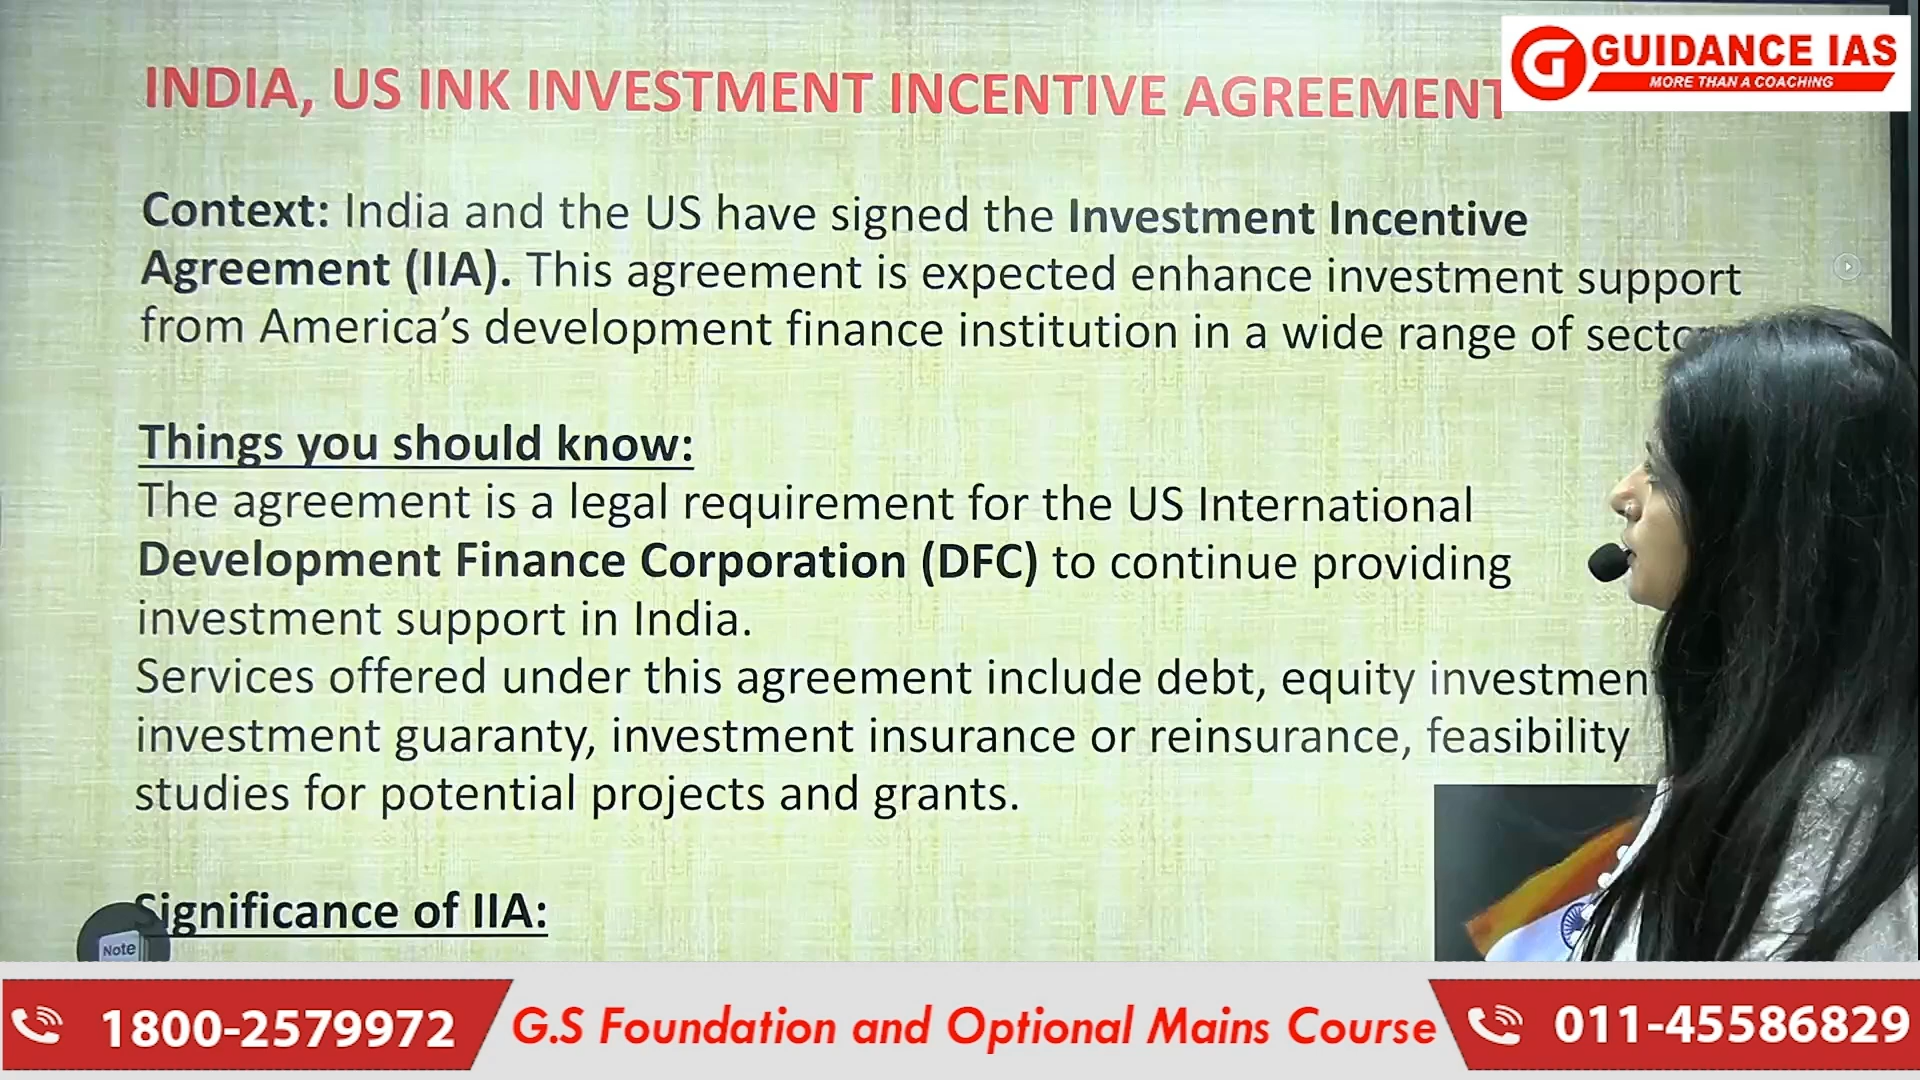 GUIDANCE IAS
MORE THAN A COACHING
INDIA, US INK INVESTMENT INCENTIVE AGREEMENT
Context: India and the US have signed the Investment Incentive
Agreement (IIA). This agreement is expected enhance investment support
from America’s development finance institution in a wide range of
Things you should know:
The agreement is a legal requirement for the US International
Development Finance Corporation (DFC) to continue providing
investment support in India.
Services offered under this agreement include debt, equity
investment guaranty, investment insurance or reinsurance, feasibility
studies for potential projects and grants.
Significance of IIA:
Note
1800-2579972
G.S Foundation and Optional Mains Course
011-45586829